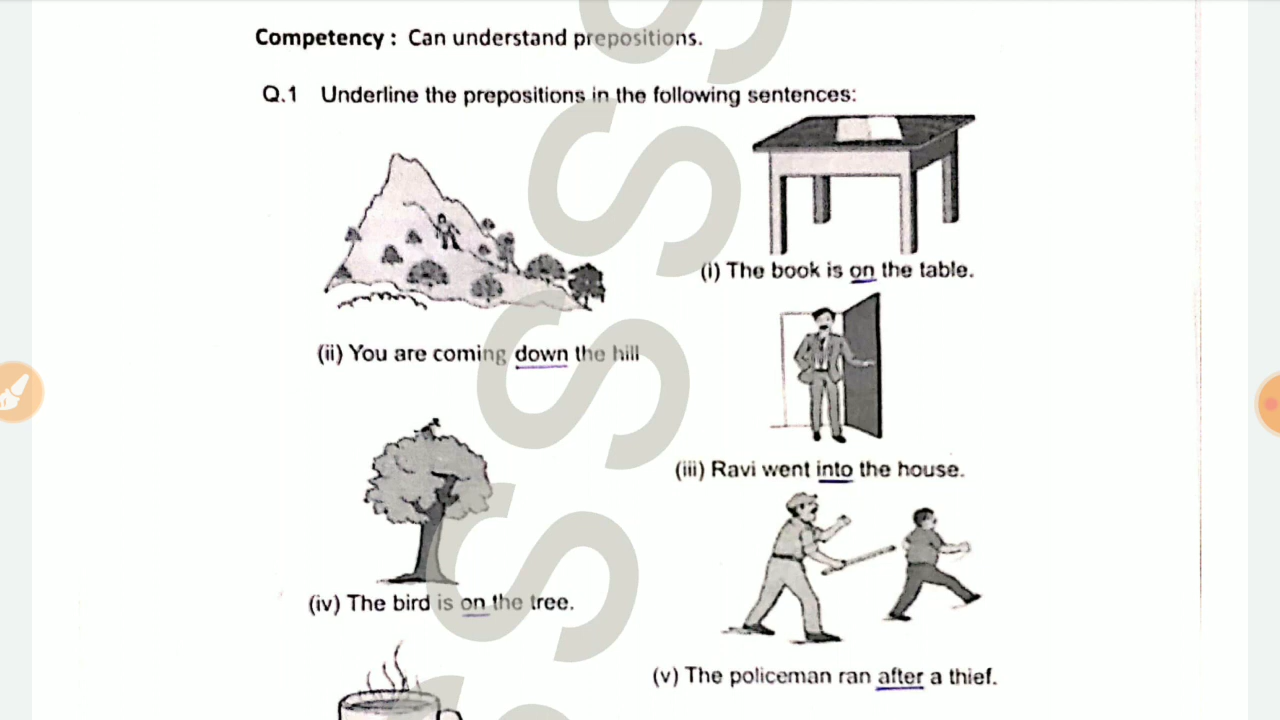 Competency : Can understand prepositions.
Q.1 Underline the prepositions in the following sentences:
(i) The book is on the table.
(ii) You are coming down the hill
(iii) Ravi went into the house.
(iv) The bird is on the tree.
(v) The policeman ran after a thief.
SSSS